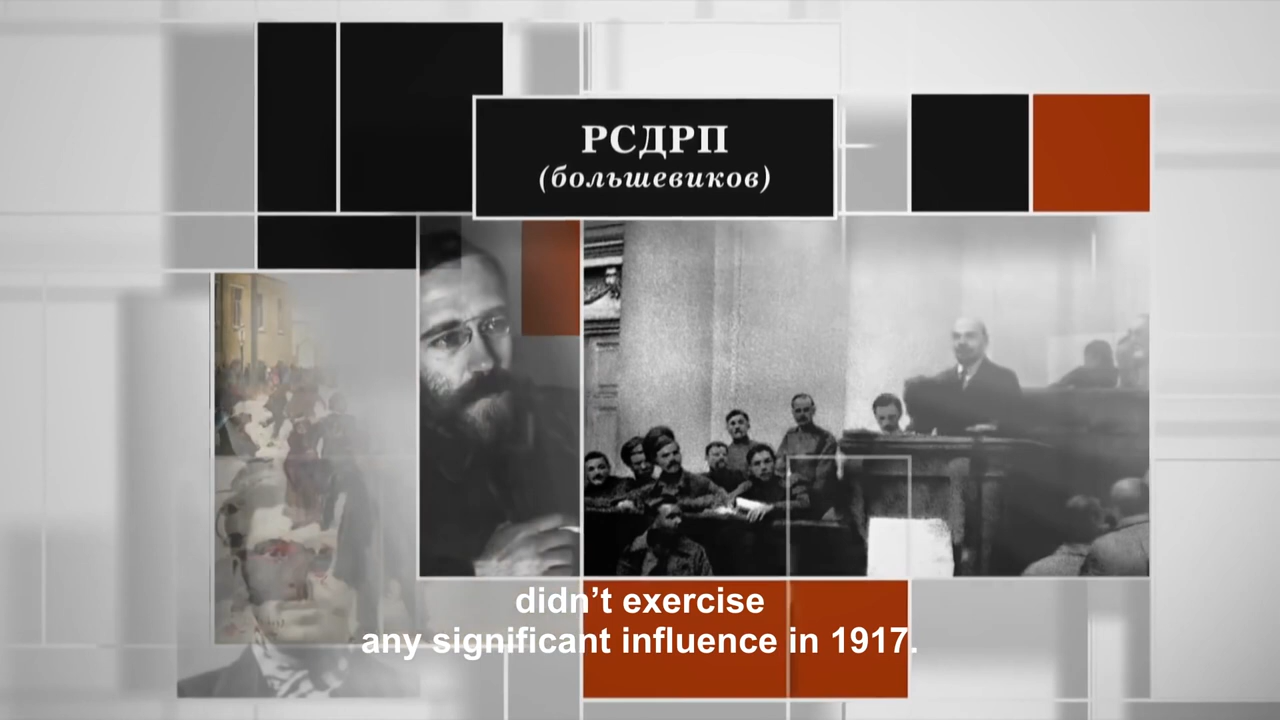 РСДРП
(большевиков)
didn’t exercise
any significant influence in 1917.